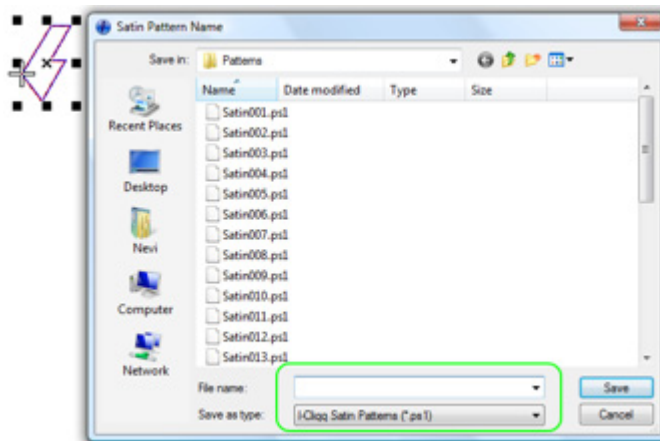 Satin Pattern Name
Save in: Patterns
Name Date modified Type Size
Recent Places
Desktop
Nevi
Computer
Network
Satin001.ps1
Satin002.ps1
Satin003.ps1
Satin004.ps1
Satin005.ps1
Satin006.ps1
Satin007.ps1
Satin008.ps1
Satin009.ps1
Satin010.ps1
Satin011.ps1
Satin012.ps1
Satin013.ps1
File name: Save
Save as type: I-Cliqq Satin Patterns (*.ps1) Cancel